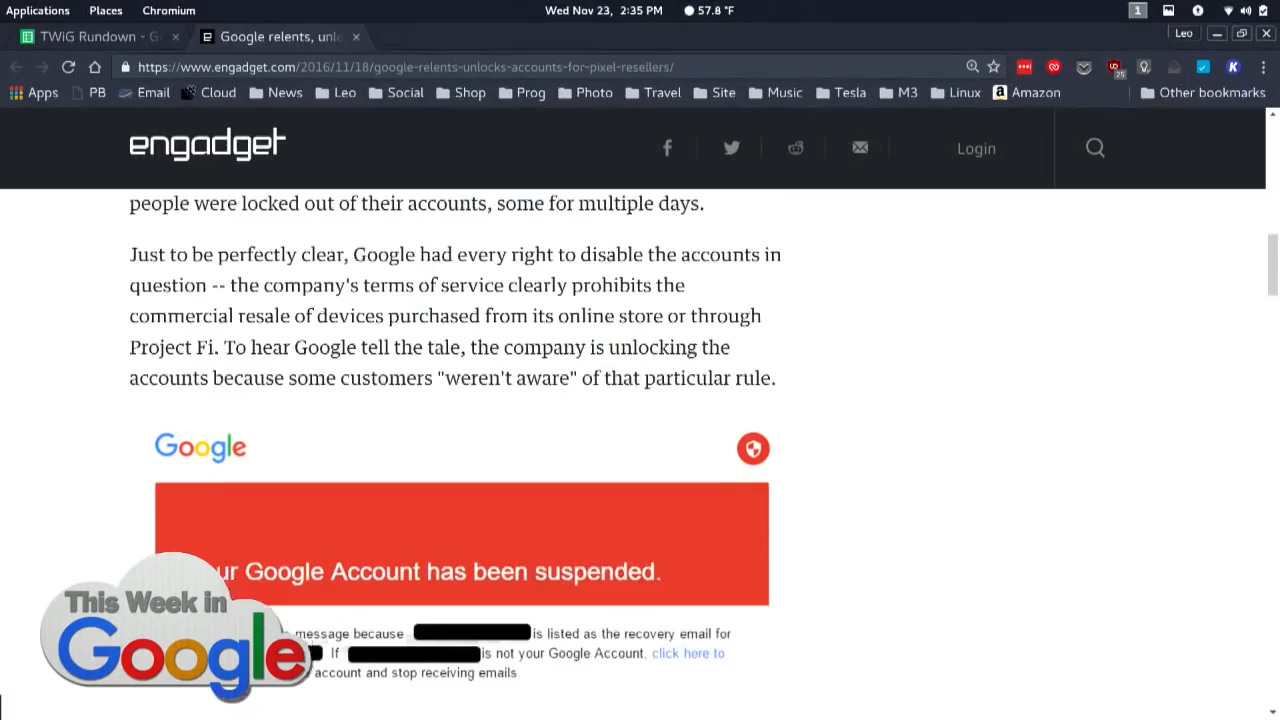 Applications Places Chromium Wed Nov 23, 2:35 PM 57.8 °F 1
TWiG Rundown - G Google relents, unlo Leo
https://www.engadget.com/2016/11/18/google-relents-unlocks-accounts-for-pixel-resellers/ 25 K
Apps PB Email Cloud News Leo Social Shop Prog Photo Travel Site Music Tesla M3 Linux Amazon Other bookmarks
engadget Login
people were locked out of their accounts, some for multiple days.
Just to be perfectly clear, Google had every right to disable the accounts in
question -- the company's terms of service clearly prohibits the
commercial resale of devices purchased from its online store or through
Project Fi. To hear Google tell the tale, the company is unlocking the
accounts because some customers "weren't aware" of that particular rule.
Google
ur Google Account has been suspended.
message because is listed as the recovery email for
If is not your Google Account, click here to
account and stop receiving emails.
This Week in
Google